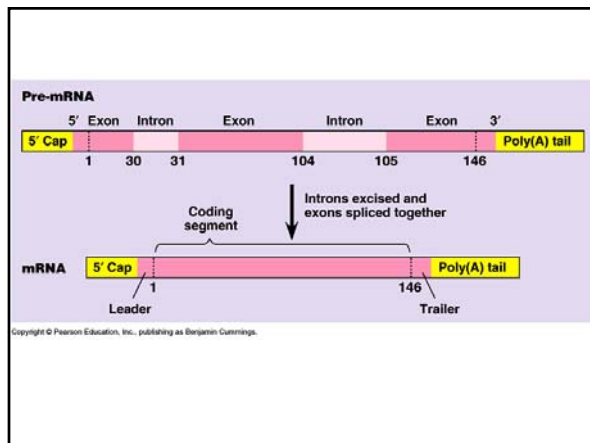 Pre-mRNA
5′ Exon Intron Exon Intron Exon 3′
5′ Cap Poly(A) tail
1 30 31 104 105 146
Introns excised and
exons spliced together
Coding
segment
mRNA 5′ Cap Poly(A) tail
1 146
Leader Trailer
Copyright © Pearson Education, Inc., publishing as Benjamin Cummings.